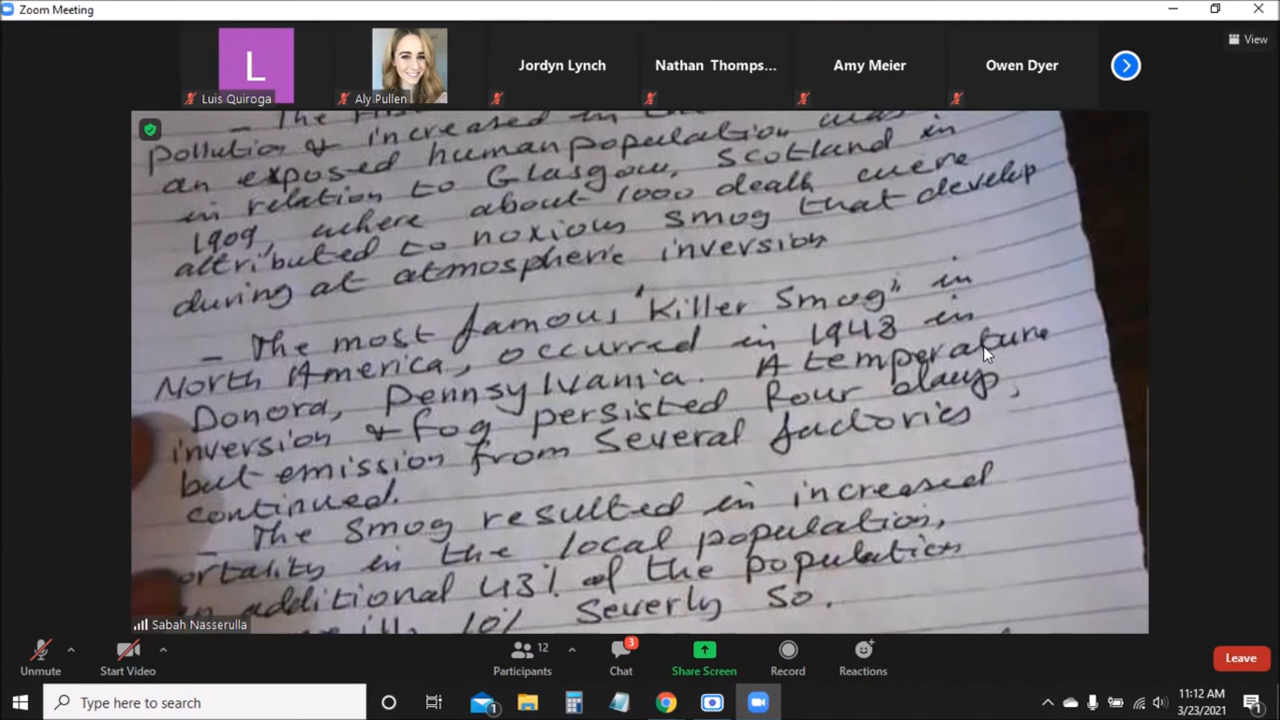 Zoom Meeting
View
L
Luis Quiroga
Aly Pullen
Jordyn Lynch
Nathan Thomps...
Amy Meier
Owen Dyer
- The
pollution & increased in
an exposed human population was
in relation to Glasgow, Scotland in
1909, where about 1000 death were
attributed to noxious smog that develop
during at atmospheric inversion
- The most famous "Killer Smog" in
North America, occurred in 1948 in
Donora, Pennsylvania. A temperature
inversion & fog persisted four days,
but emission from several factories
continued.
- The Smog resulted in increased
ortality in the local population,
additional 43% of the population
10% Severly so.
Sabah Nasserulla
Unmute
Start Video
12
Participants
3
Chat
Share Screen
Record
Reactions
Leave
Type here to search
1
11:12 AM
3/23/2021
1